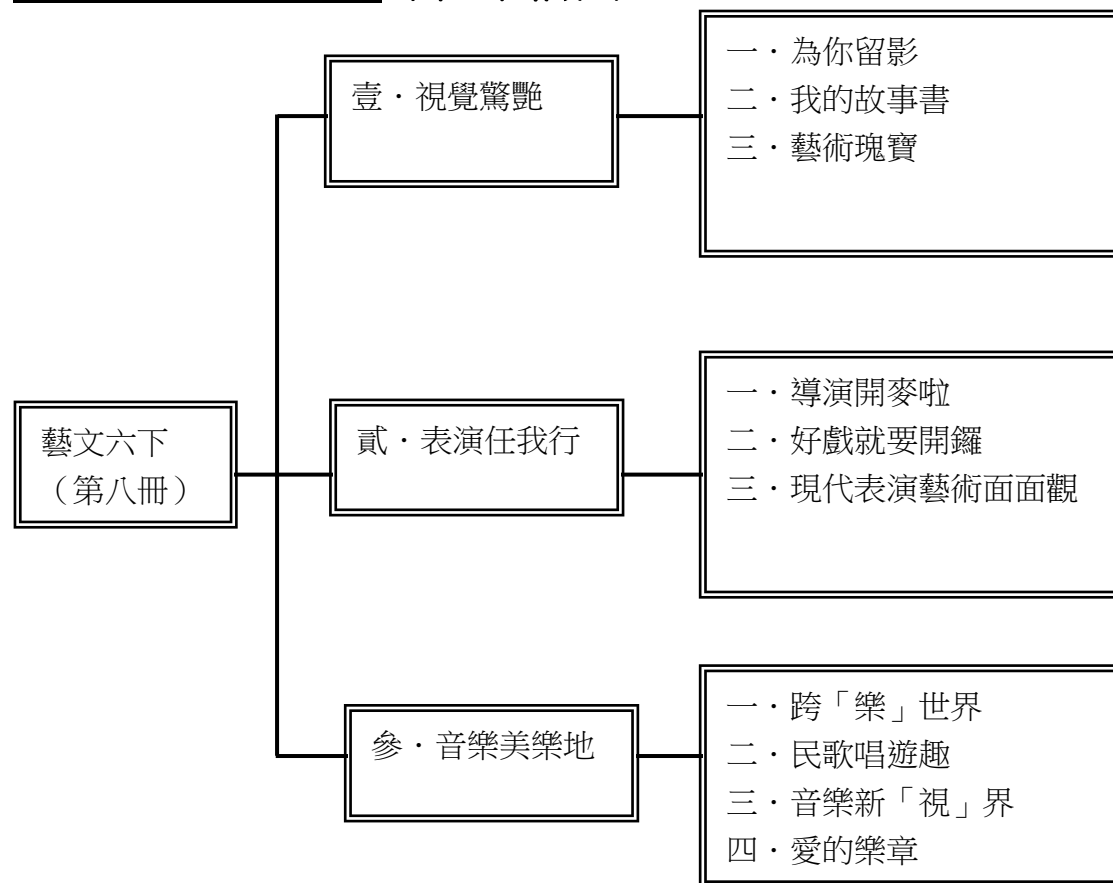 壹．視覺驚艷
一．為你留影
二．我的故事書
三．藝術瑰寶
藝文六下
（第八冊）
貳．表演任我行
一．導演開麥啦
二．好戲就要開鑼
三．現代表演藝術面面觀
參．音樂美樂地
一．跨「樂」世界
二．民歌唱遊趣
三．音樂新「視」界
四．愛的樂章